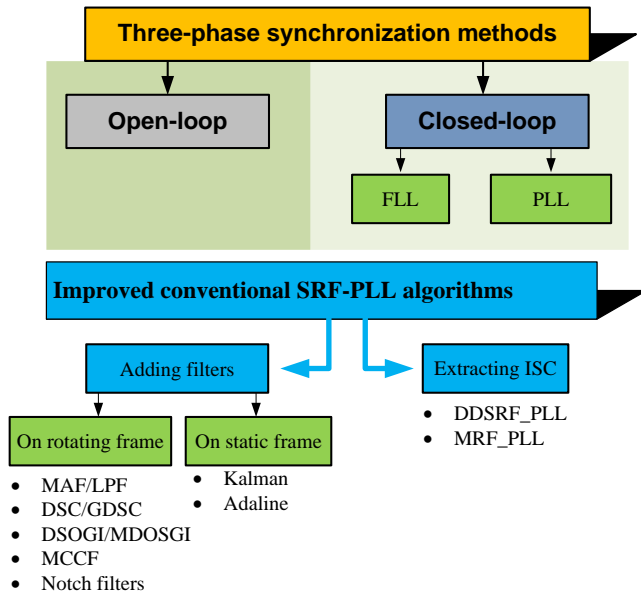 Three-phase synchronization methods
Open-loop
Closed-loop
FLL
PLL
Improved conventional SRF-PLL algorithms
Adding filters
Extracting ISC
• DDSRF_PLL
• MRF_PLL
On rotating frame
On static frame
• MAF/LPF
• DSC/GDSC
• DSOGI/MDOSGI
• MCCF
• Notch filters
• Kalman
• Adaline